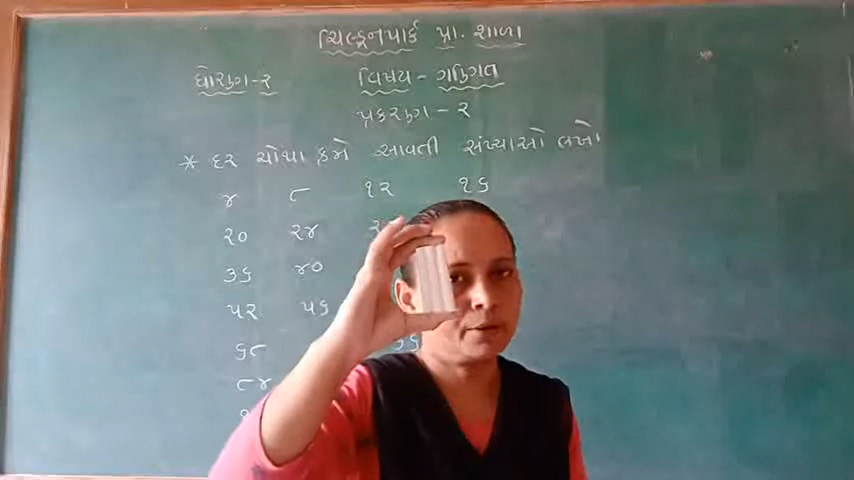 ચિલ્ડ્રનપાર્ક પ્રા. શાળા
ધોરણ-૨ વિષય - ગણિત
પ્રકરણ - ૨
* દર ચોથા ક્રમે આવતી સંખ્યાઓ લખો
૪ ૮ ૧૨ ૧૬
૨૦ ૨૪
૩૬ ૪૦
૫૨ ૫૬
૬૮
૮૪